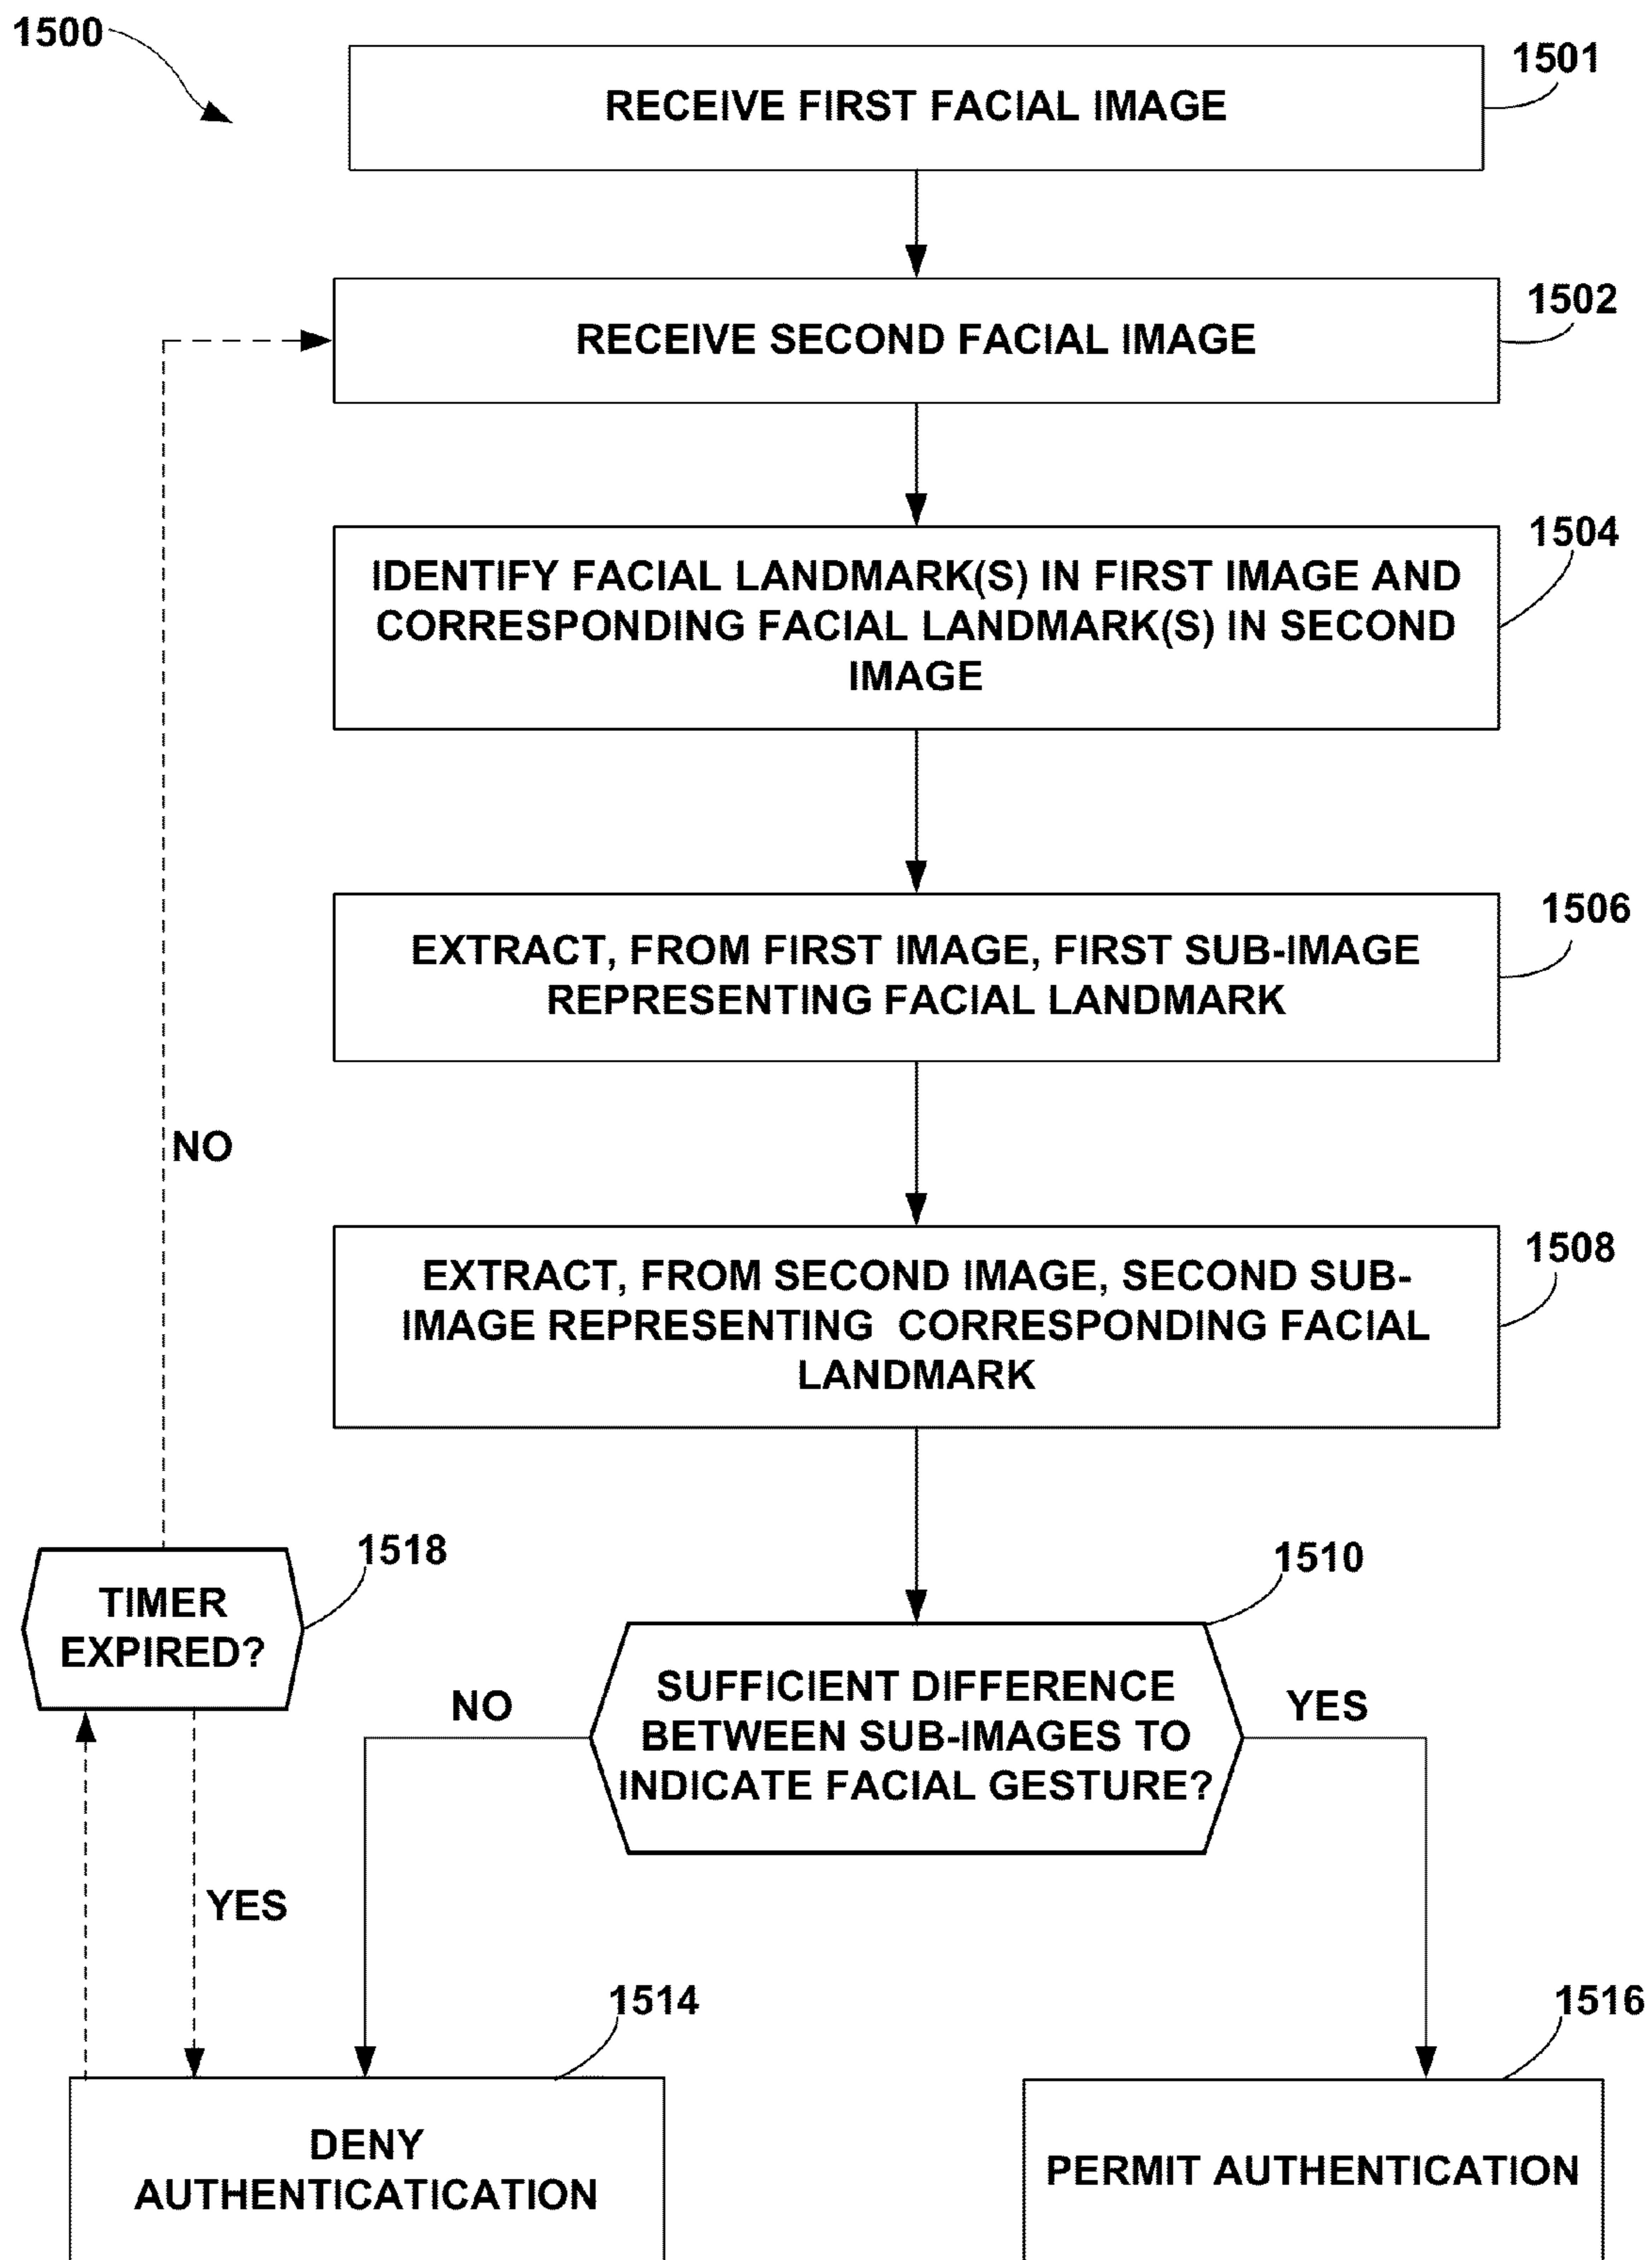 1500
1501
RECEIVE FIRST FACIAL IMAGE
1502
RECEIVE SECOND FACIAL IMAGE
1504
IDENTIFY FACIAL LANDMARK(S) IN FIRST IMAGE AND
CORRESPONDING FACIAL LANDMARK(S) IN SECOND
IMAGE
1506
EXTRACT, FROM FIRST IMAGE, FIRST SUB-IMAGE
REPRESENTING FACIAL LANDMARK
NO
1508
EXTRACT, FROM SECOND IMAGE, SECOND SUB-
IMAGE REPRESENTING CORRESPONDING FACIAL
LANDMARK
1518
TIMER
EXPIRED?
1510
SUFFICIENT DIFFERENCE
BETWEEN SUB-IMAGES TO
INDICATE FACIAL GESTURE?
NO
YES
YES
1514
DENY
AUTHENTICATICATION
1516
PERMIT AUTHENTICATION